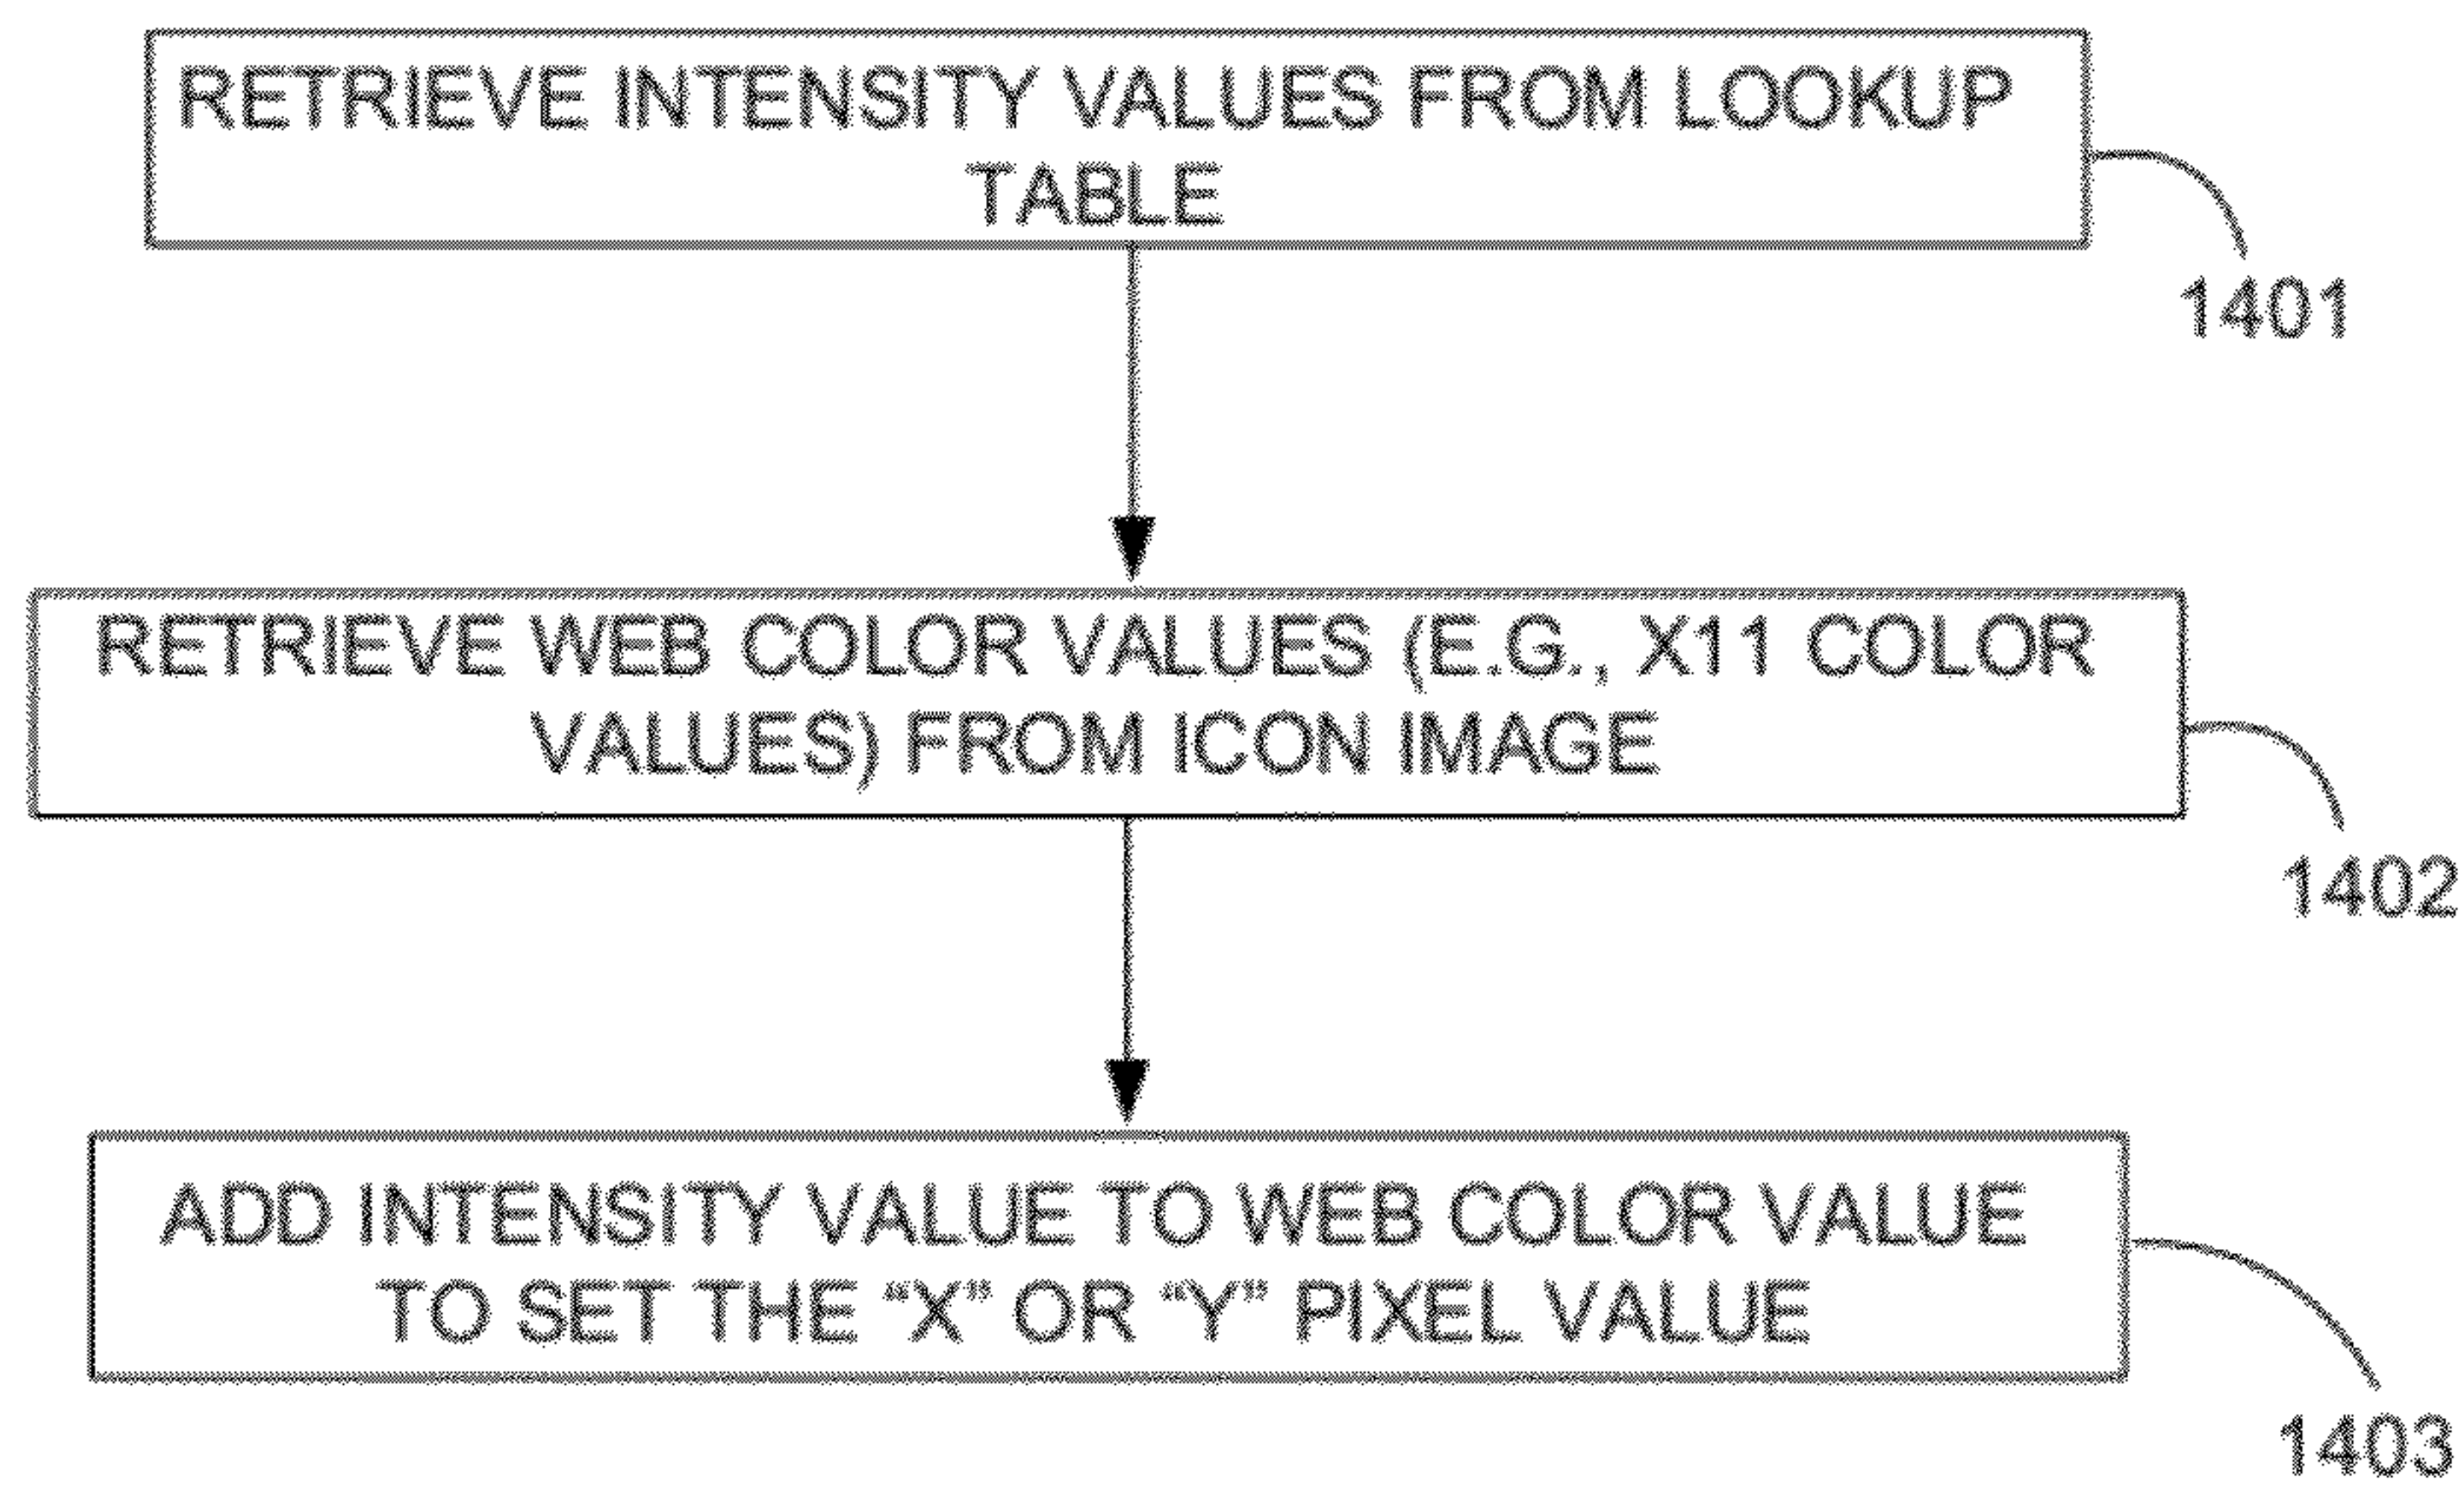 RETRIEVE INTENSITY VALUES FROM LOOKUP
TABLE
1401
RETRIEVE WEB COLOR VALUES (E.G., X11 COLOR
VALUES) FROM ICON IMAGE
1402
ADD INTENSITY VALUE TO WEB COLOR VALUE
TO SET THE “X” OR “Y” PIXEL VALUE
1403